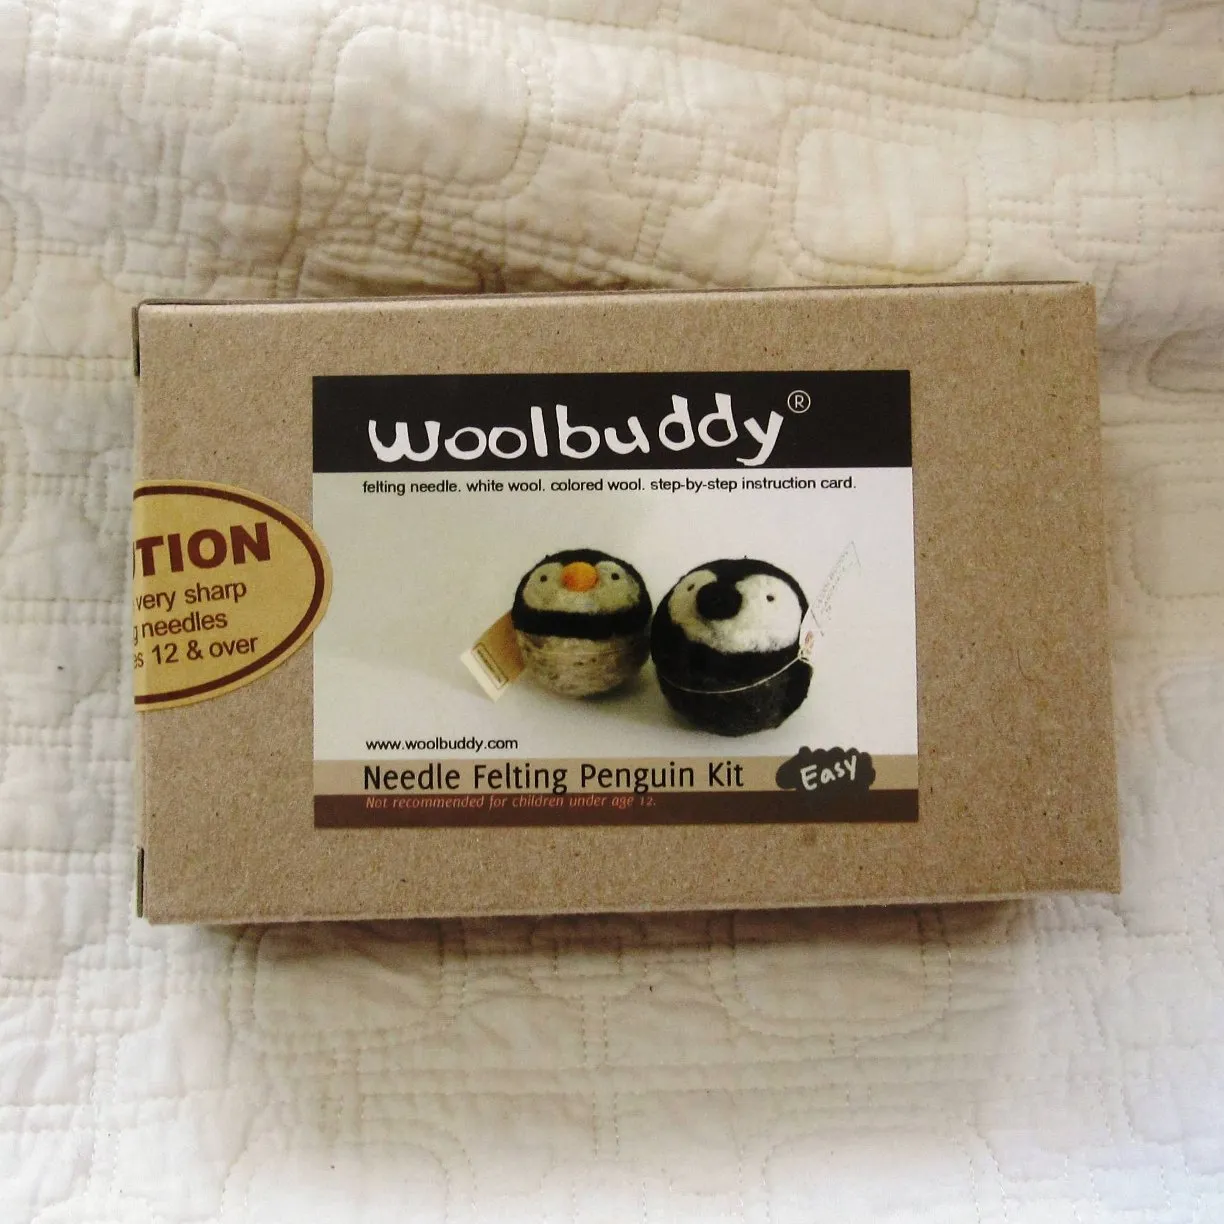 woolbuddy®
felting needle. white wool. colored wool. step-by-step instruction card.
TION
very sharp
needles
12 & over
www.woolbuddy.com
Needle Felting Penguin Kit
Easy
Not recommended for children under age 12.